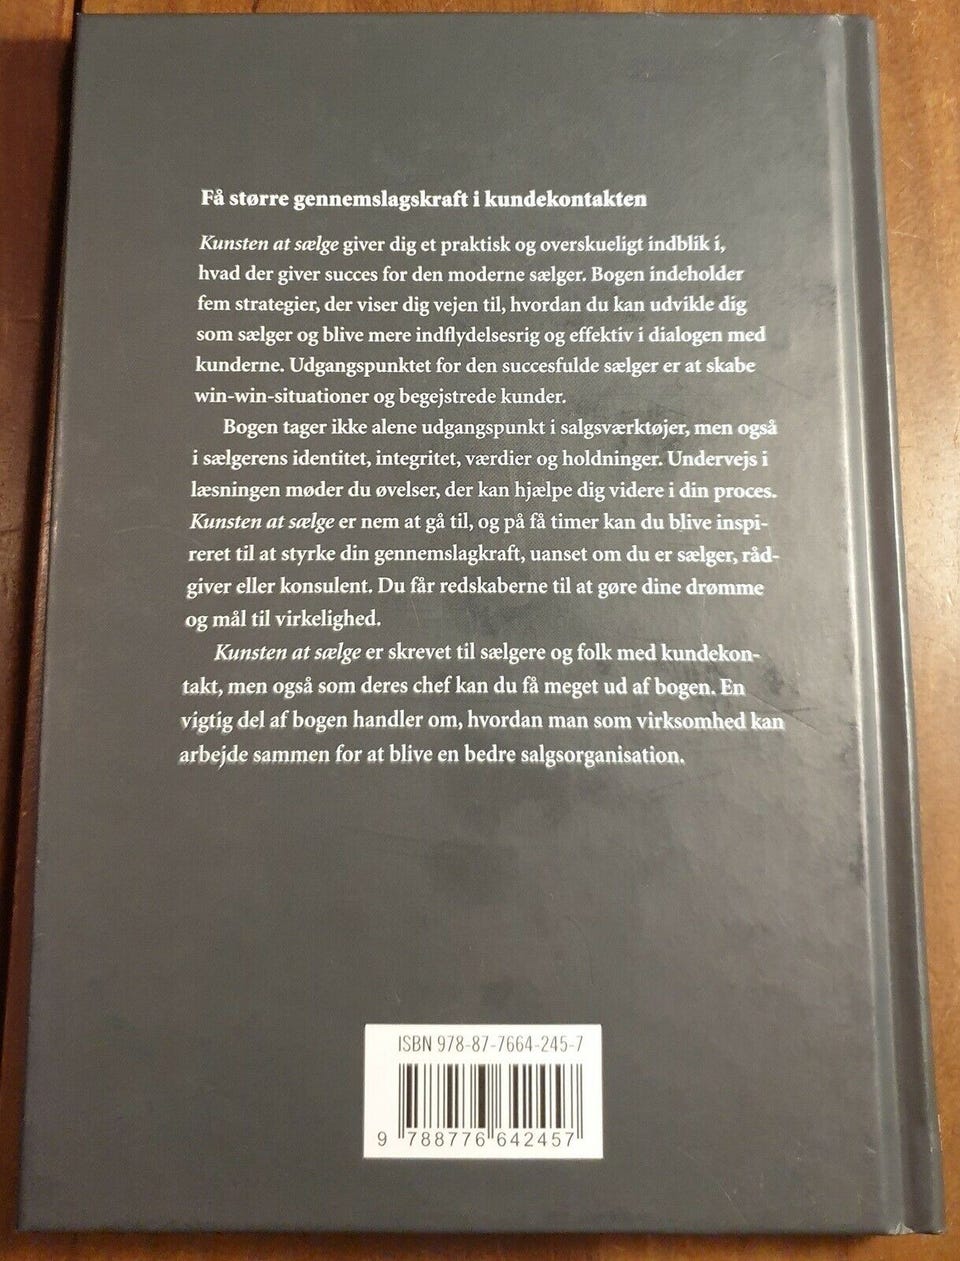 Få større gennemslagskraft i kundekontakten
Kunsten at sælge giver dig et praktisk og overskueligt indblik i,
hvad der giver succes for den moderne sælger. Bogen indeholder
fem strategier, der viser dig vejen til, hvordan du kan udvikle dig
som sælger og blive mere indflydelsesrig og effektiv i dialogen med
kunderne. Udgangspunktet for den succesfulde sælger er at skabe
win-win-situationer og begejstrede kunder.
Bogen tager ikke alene udgangspunkt i salgsværktøjer, men også
i sælgerens identitet, integritet, værdier og holdninger. Undervejs i
læsningen møder du øvelser, der kan hjælpe dig videre i din proces.
Kunsten at sælge er nem at gå til, og på få timer kan du blive inspi-
reret til at styrke din gennemslagkraft, uanset om du er sælger, råd-
giver eller konsulent. Du får redskaberne til at gøre dine drømme
og mål til virkelighed.
Kunsten at sælge er skrevet til sælgere og folk med kundekon-
takt, men også som deres chef kan du få meget ud af bogen. En
vigtig del af bogen handler om, hvordan man som virksomhed kan
arbejde sammen for at blive en bedre salgsorganisation.
ISBN 978-87-7664-245-7
9 788776 642457